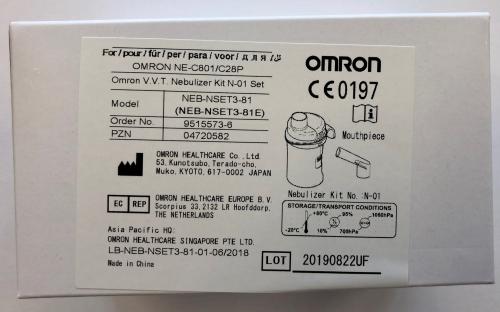 For/pour/für/per/para/voor/для/ل
OMRON NE-C801/C28P
Omron V.V.T. Nebulizer Kit N-01 Set
Model NEB-NSET3-81
(NEB-NSET3-81E)
Order No. 9515573-6
PZN 04720582
OMRON HEALTHCARE Co., Ltd.
53, Kunotsubo, Terado-cho,
Muko, KYOTO, 617-0002 JAPAN
EC REP
OMRON HEALTHCARE EUROPE B.V.
Scorpius 33, 2132 LR Hoofddorp,
THE NETHERLANDS
Asia Pacific HQ:
OMRON HEALTHCARE SINGAPORE PTE LTD.
LB-NEB-NSET3-81-01-06/2018
Made in China
OMRON
CE0197
Mouthpiece
Nebulizer Kit No. :N-01
STORAGE/TRANSPORT CONDITIONS
+60°C 95% 1060hPa
-20°C 10% 700hPa
LOT 20190822UF